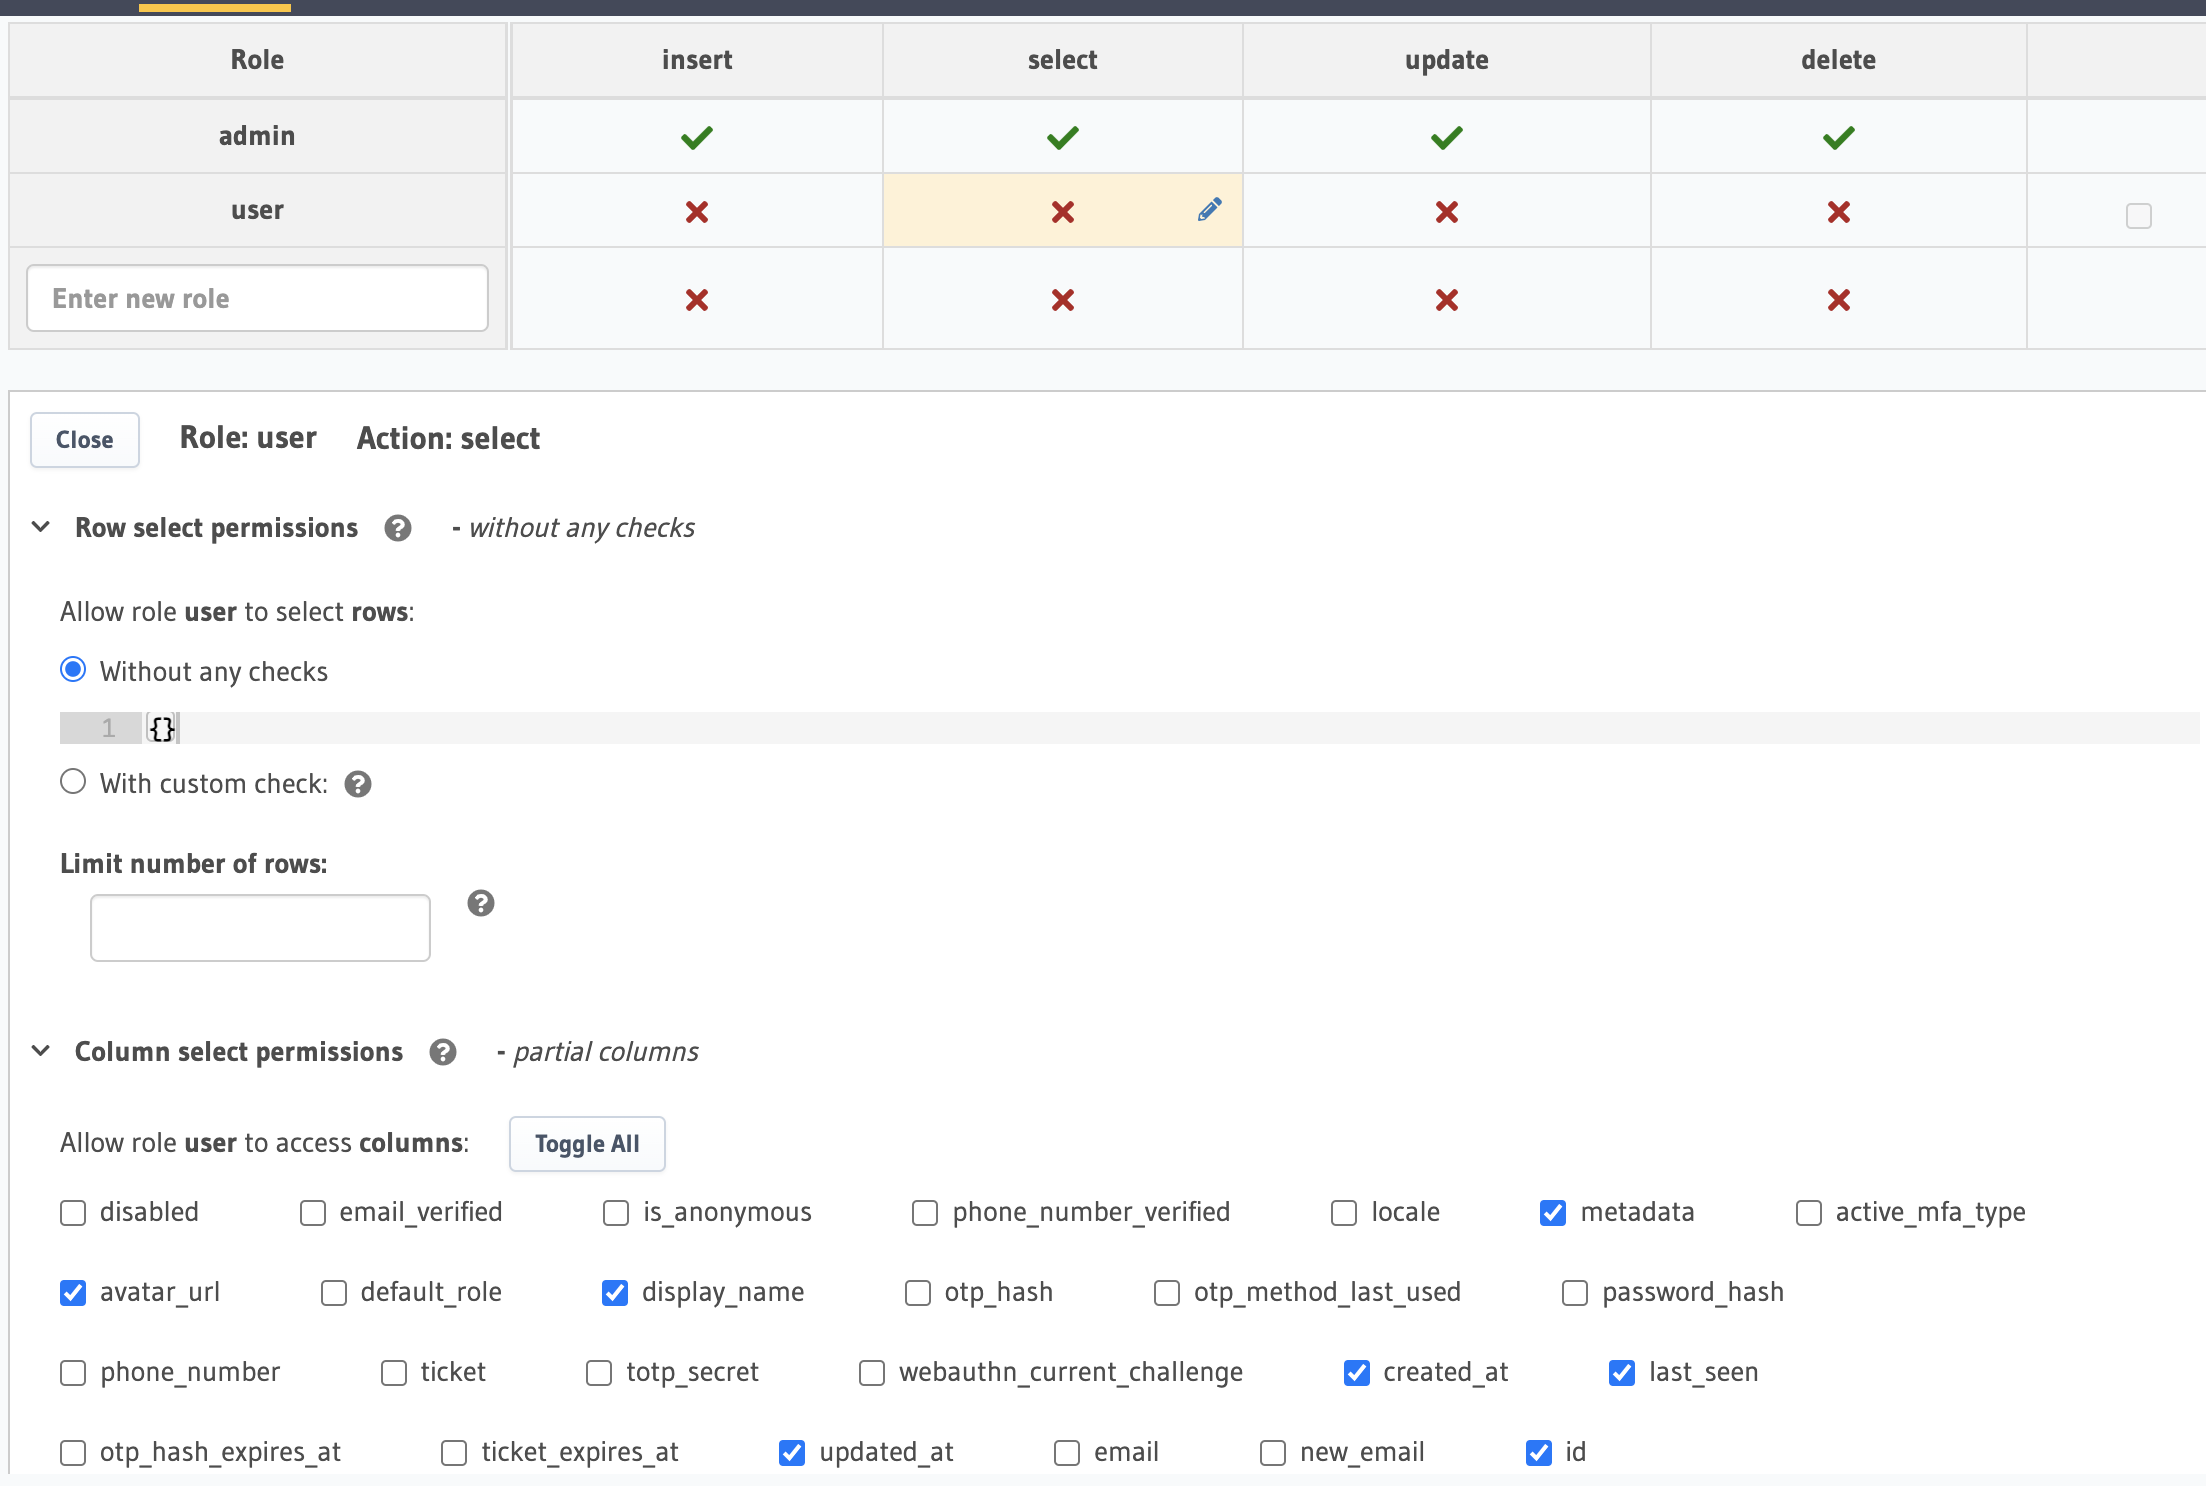 Role insert select update delete
admin
user
Enter new role
Close Role: user Action: select
Row select permissions ? - without any checks
Allow role user to select rows:
Without any checks
1 {}
With custom check: ?
Limit number of rows:
?
Column select permissions ? - partial columns
Allow role user to access columns: Toggle All
disabled email_verified is_anonymous phone_number_verified locale metadata active_mfa_type
avatar_url default_role display_name otp_hash otp_method_last_used password_hash
phone_number ticket totp_secret webauthn_current_challenge created_at last_seen
otp_hash_expires_at ticket_expires_at updated_at email new_email id